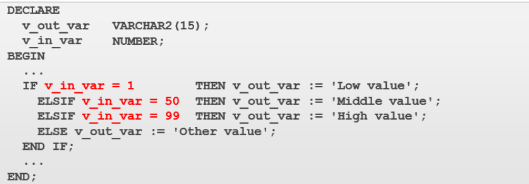 DECLARE
  v_out_var   VARCHAR2(15);
  v_in_var    NUMBER;
BEGIN
  ...
  IF v_in_var = 1       THEN v_out_var := 'Low value';
    ELSIF v_in_var = 50  THEN v_out_var := 'Middle value';
    ELSIF v_in_var = 99  THEN v_out_var := 'High value';
    ELSE v_out_var := 'Other value';
  END IF;
  ...
END;